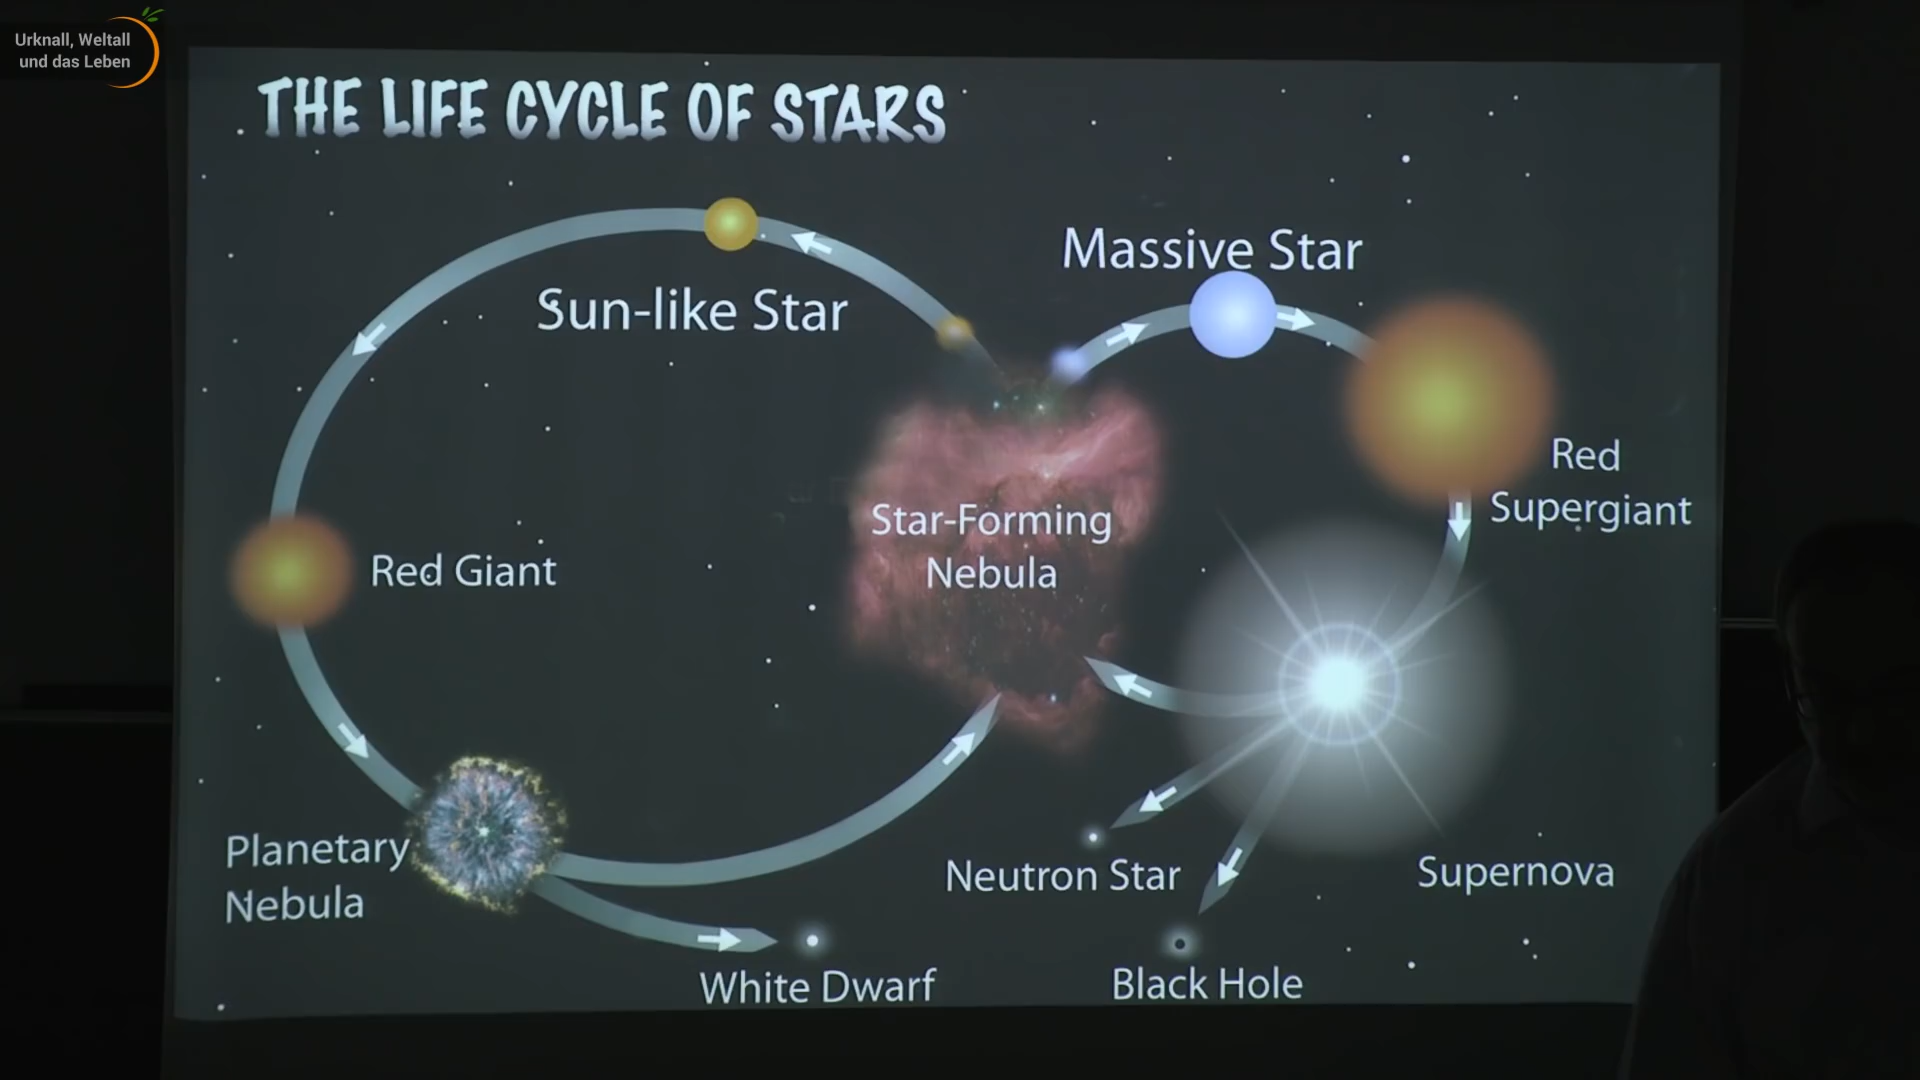 Urknall, Weltall
und das Leben
THE LIFE CYCLE OF STARS
Massive Star
Sun-like Star
Red
Supergiant
Star-Forming
Nebula
Red Giant
Planetary
Nebula
Neutron Star
Supernova
White Dwarf
Black Hole